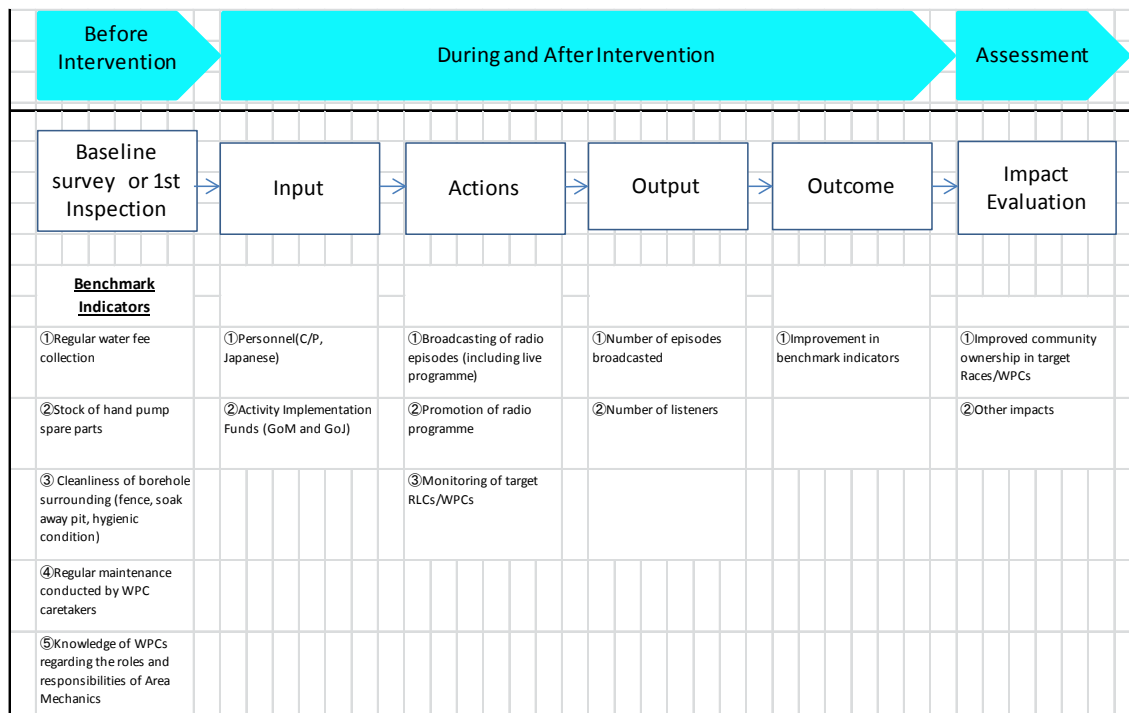 Before
Intervention
During and After Intervention
Assessment
Baseline
survey or 1st
Inspection
Input
Actions
Output
Outcome
Impact
Evaluation
Benchmark
Indicators
①Regular water fee
collection
②Stock of hand pump
spare parts
③ Cleanliness of borehole
surrounding (fence, soak
away pit, hygienic
condition)
④Regular maintenance
conducted by WPC
caretakers
⑤Knowledge of WPCs
regarding the roles and
responsibilities of Area
Mechanics
①Personnel(C/P,
Japanese)
②Activity Implementation
Funds (GoM and GoJ)
①Broadcasting of radio
episodes (including live
programme)
②Promotion of radio
programme
③Monitoring of target
RLCs/WPCs
①Number of episodes
broadcasted
②Number of listeners
①Improvement in
benchmark indicators
①Improved community
ownership in target
Races/WPCs
②Other impacts